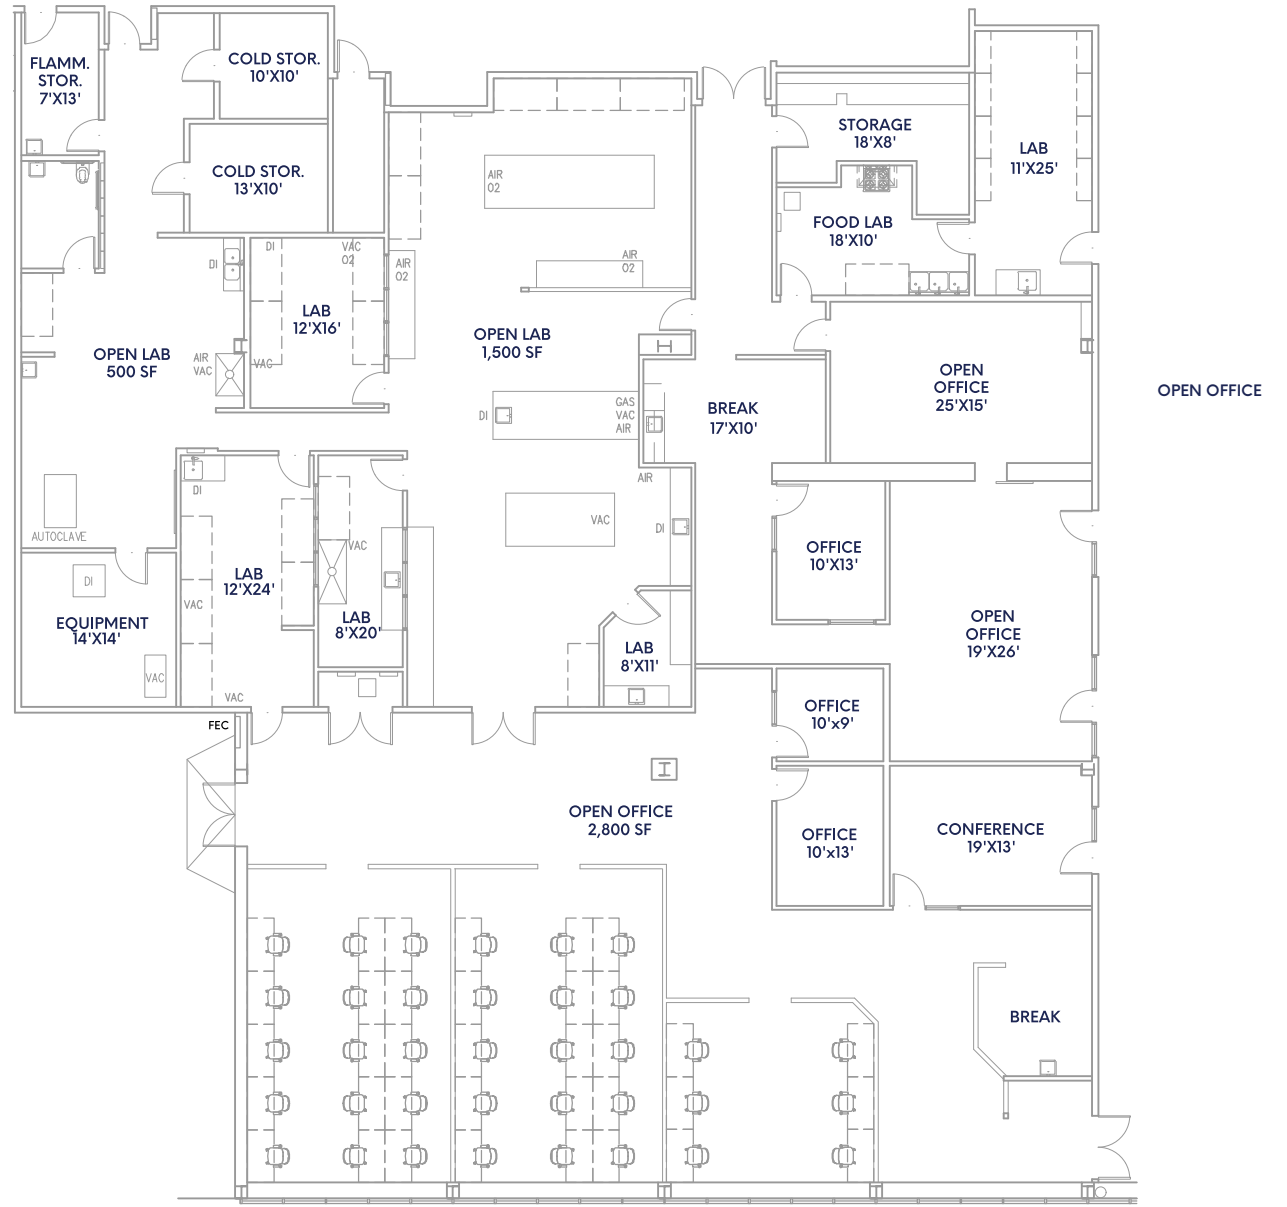 FLAMM.
STOR.
7'X13'
COLD STOR.
10'X10'
COLD STOR.
13'X10'
STORAGE
18'X8'
LAB
11'X25'
FOOD LAB
18'X10'
AIR
O2
AIR
O2
DI
DI
VAC
O2
AIR
O2
LAB
12'X16'
VAC
OPEN LAB
500 SF
AIR
VAC
OPEN LAB
1,500 SF
H
OPEN
OFFICE
25'X15'
OPEN OFFICE
BREAK
17'X10'
DI
GAS
VAC
AIR
AIR
DI
VAC
DI
AUTOCLAVE
VAC
OFFICE
10'X13'
DI
LAB
12'X24'
VAC
EQUIPMENT
14'X14'
VAC
LAB
8'X20'
LAB
8'X11'
OPEN
OFFICE
19'X26'
VAC
FEC
OFFICE
10'x9'
OPEN OFFICE
2,800 SF
OFFICE
10'x13'
CONFERENCE
19'X13'
BREAK